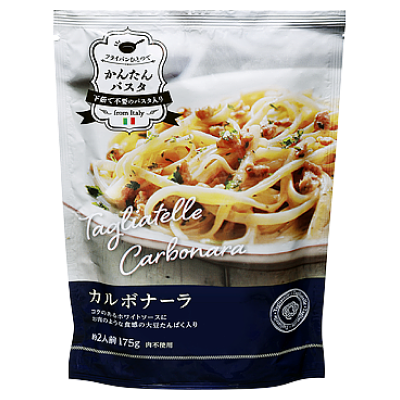 フライパンひとつで
かんたん
パスタ
下茹で不要のパスタ入り
from Italy
Tagliatelle
Carbonara
カルボナーラ
コクのあるホワイトソースに
お肉のような食感の大豆たんぱく入り
約2人前 175g 肉不使用